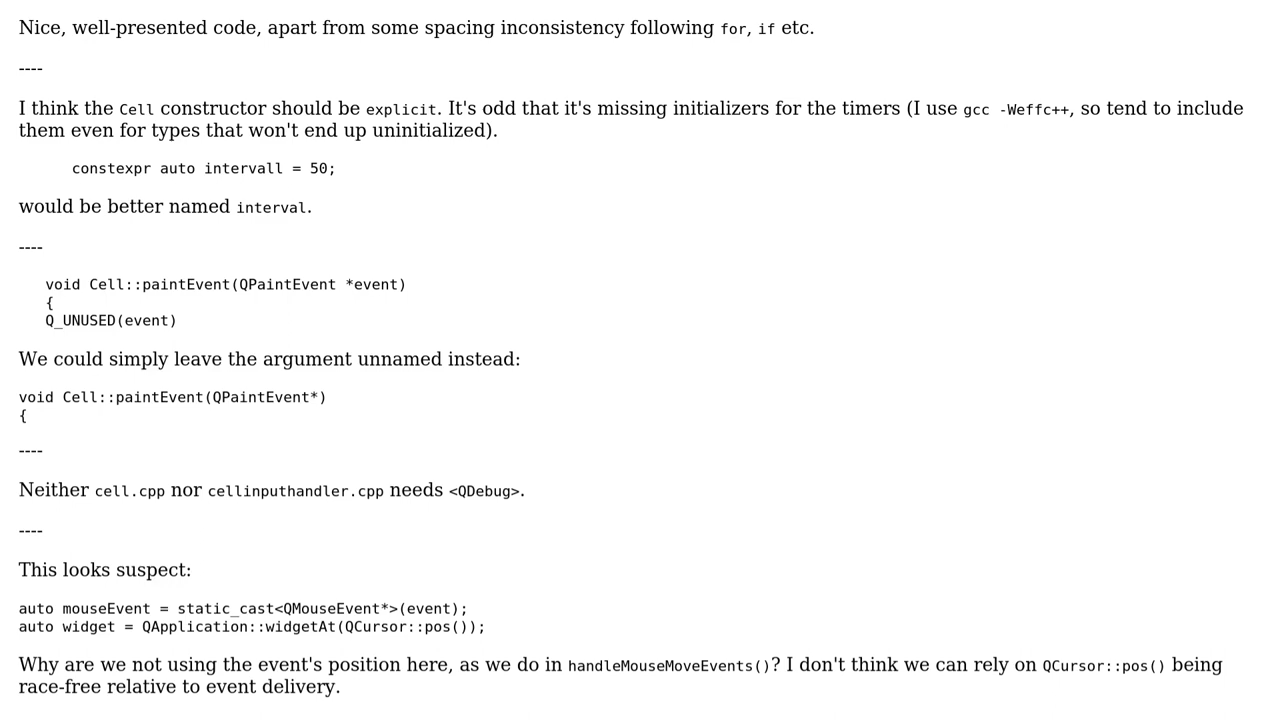 Nice, well-presented code, apart from some spacing inconsistency following for, if etc.
----
I think the Cell constructor should be explicit. It's odd that it's missing initializers for the timers (I use gcc -Weffc++, so tend to include
them even for types that won't end up uninitialized).
constexpr auto intervall = 50;
would be better named interval.
----
void Cell::paintEvent(QPaintEvent *event)
{
Q_UNUSED(event)
We could simply leave the argument unnamed instead:
void Cell::paintEvent(QPaintEvent*)
{
----
Neither cell.cpp nor cellinputhandler.cpp needs <QDebug>.
----
This looks suspect:
auto mouseEvent = static_cast<QMouseEvent*>(event);
auto widget = QApplication::widgetAt(QCursor::pos());
Why are we not using the event's position here, as we do in handleMouseMoveEvents()? I don't think we can rely on QCursor::pos() being
race-free relative to event delivery.